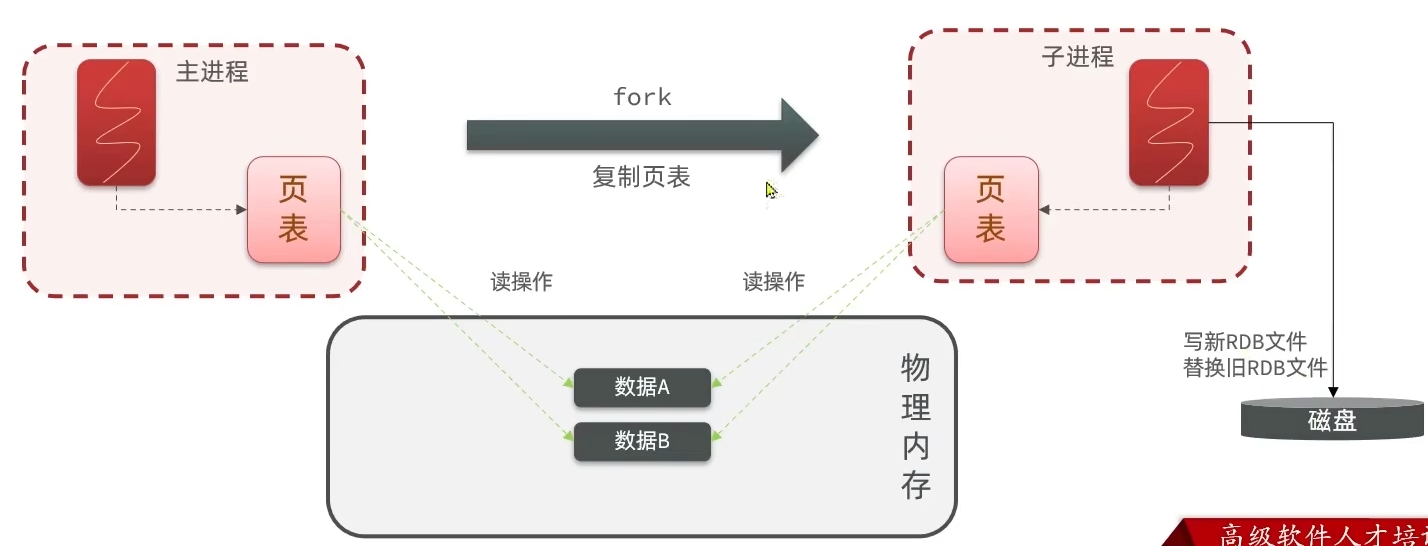 主进程
子进程
fork
复制页表
页
表
页
表
读操作
读操作
数据A
数据B
物
理
内
存
写新RDB文件
替换旧RDB文件
磁盘
高级软件人才培